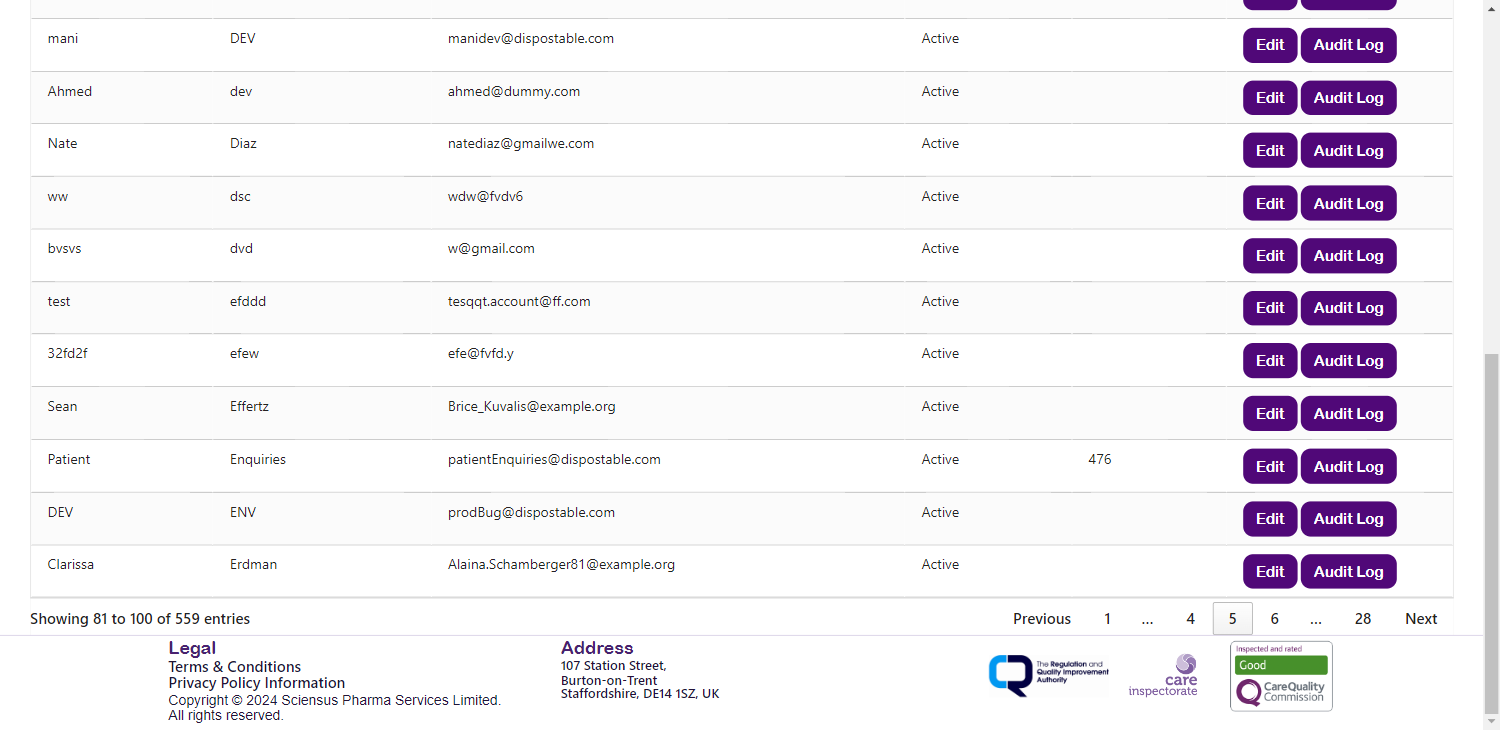 mani DEV manidev@dispostable.com Active Edit Audit Log
Ahmed dev ahmed@dummy.com Active Edit Audit Log
Nate Diaz natediaz@gmailwe.com Active Edit Audit Log
ww dsc wdw@fvdv6 Active Edit Audit Log
bvsvs dvd w@gmail.com Active Edit Audit Log
test efddd tesqqt.account@ff.com Active Edit Audit Log
32fd2f efew efe@fvfd.y Active Edit Audit Log
Sean Effertz Brice_Kuvalis@example.org Active Edit Audit Log
Patient Enquiries patientEnquiries@dispostable.com Active 476 Edit Audit Log
DEV ENV prodBug@dispostable.com Active Edit Audit Log
Clarissa Erdman Alaina.Schamberger81@example.org Active Edit Audit Log
Showing 81 to 100 of 559 entries Previous 1 ... 4 5 6 ... 28 Next
Legal
Terms & Conditions
Privacy Policy Information
Copyright © 2024 Sciensus Pharma Services Limited.
All rights reserved.
Address
107 Station Street,
Burton-on-Trent
Staffordshire, DE14 1SZ, UK
The Regulation and
Quality Improvement
Authority
care
inspectorate
Inspected and rated
Good
CareQuality
Commission